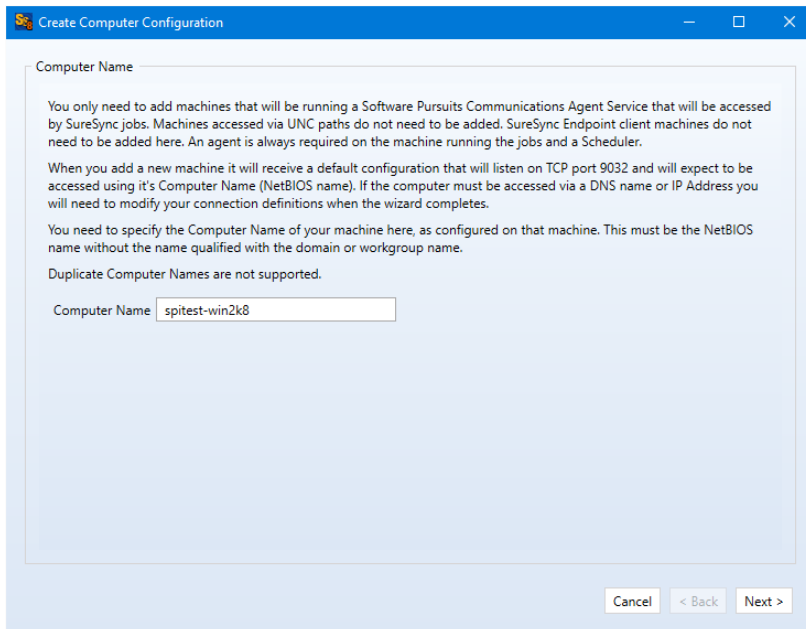 Create Computer Configuration
Computer Name
You only need to add machines that will be running a Software Pursuits Communications Agent Service that will be accessed
by SureSync jobs. Machines accessed via UNC paths do not need to be added. SureSync Endpoint client machines do not
need to be added here. An agent is always required on the machine running the jobs and a Scheduler.
When you add a new machine it will receive a default configuration that will listen on TCP port 9032 and will expect to be
accessed using it's Computer Name (NetBIOS name). If the computer must be accessed via a DNS name or IP Address you
will need to modify your connection definitions when the wizard completes.
You need to specify the Computer Name of your machine here, as configured on that machine. This must be the NetBIOS
name without the name qualified with the domain or workgroup name.
Duplicate Computer Names are not supported.
Computer Name spitest-win2k8
Cancel < Back Next >